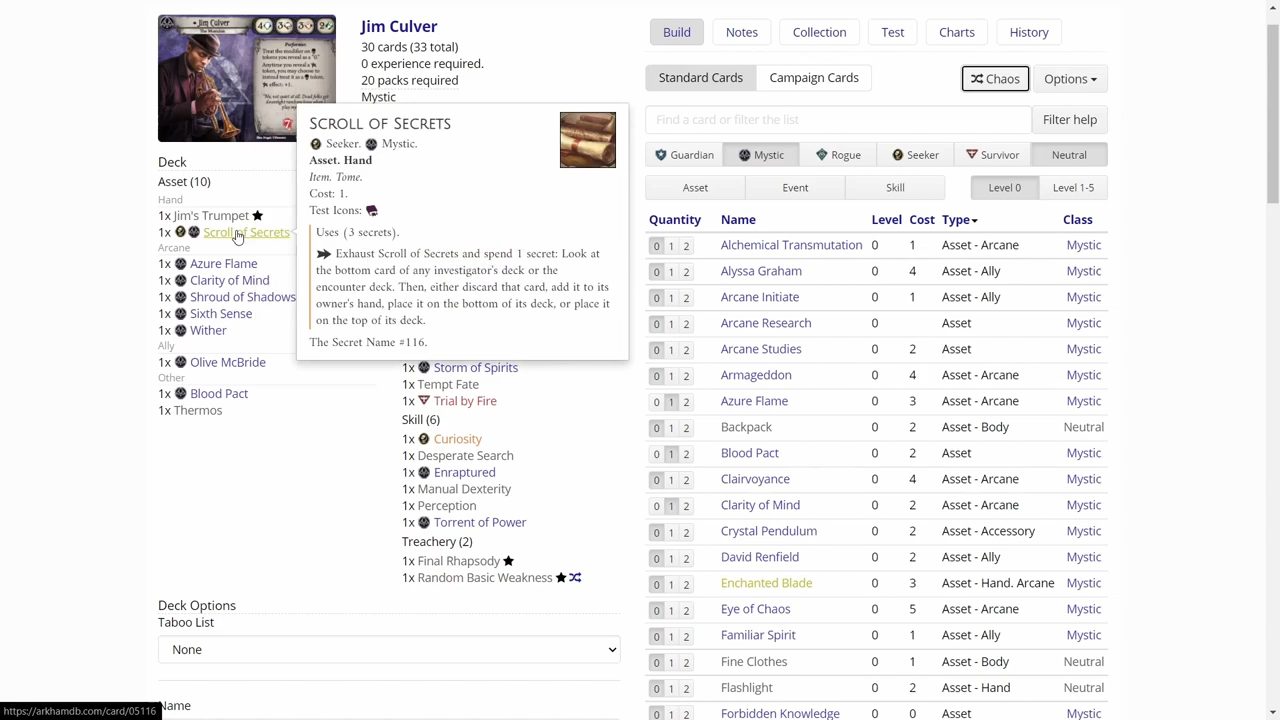 Jim Culver
The Musician
4
3
3
2
Performer.
Treat the modifier on
tokens you reveal as a "0".
7
Jim Culver
30 cards (33 total)
0 experience required.
20 packs required
Mystic
Deck
Asset (10)
Hand
1x Jim's Trumpet
1x Scroll of Secrets
Arcane
1x Azure Flame
1x Clarity of Mind
1x Shroud of Shadows
1x Sixth Sense
1x Wither
Ally
1x Olive McBride
Other
1x Blood Pact
1x Thermos
SCROLL OF SECRETS
Seeker. Mystic.
Asset. Hand
Item. Tome.
Cost: 1.
Test Icons:
Uses (3 secrets).
Exhaust Scroll of Secrets and spend 1 secret: Look at
the bottom card of any investigator's deck or the
encounter deck. Then, either discard that card, add it to its
owner's hand, place it on the bottom of its deck, or place it
on the top of its deck.
The Secret Name #116.
1x Storm of Spirits
1x Tempt Fate
1x Trial by Fire
Skill (6)
1x Curiosity
1x Desperate Search
1x Enraptured
1x Manual Dexterity
1x Perception
1x Torrent of Power
Treachery (2)
1x Final Rhapsody
1x Random Basic Weakness
Deck Options
Taboo List
None
Name
Build Notes Collection Test Charts History
Standard Campaign Cards Chaos Options
Find a card or filter the list Filter help
Guardian Mystic Rogue Seeker Survivor Neutral
Asset Event Skill Level 0 Level 1-5
Quantity Name Level Cost Type Class
0 1 2 Alchemical Transmutation 0 1 Asset - Arcane Mystic
0 1 2 Alyssa Graham 0 4 Asset - Ally Mystic
0 1 2 Arcane Initiate 0 1 Asset - Ally Mystic
0 1 2 Arcane Research 0 Asset Mystic
0 1 2 Arcane Studies 0 2 Asset Mystic
0 1 2 Armageddon 0 4 Asset - Arcane Mystic
0 1 2 Azure Flame 0 3 Asset - Arcane Mystic
0 1 2 Backpack 0 2 Asset - Body Neutral
0 1 2 Blood Pact 0 2 Asset Mystic
0 1 2 Clairvoyance 0 4 Asset - Arcane Mystic
0 1 2 Clarity of Mind 0 2 Asset - Arcane Mystic
0 1 2 Crystal Pendulum 0 2 Asset - Accessory Mystic
0 1 2 David Renfield 0 2 Asset - Ally Mystic
0 1 2 Enchanted Blade 0 3 Asset - Hand. Arcane Mystic
0 1 2 Eye of Chaos 0 3 Asset - Arcane Mystic
0 1 2 Familiar Spirit 0 1 Asset - Ally Mystic
0 1 2 Fine Clothes 0 1 Asset - Body Neutral
0 1 2 Flashlight 0 2 Asset - Hand Neutral
0 1 2 Forbidden Knowledge 0 0 Asset Mystic
https://arkhamdb.com/card/05116